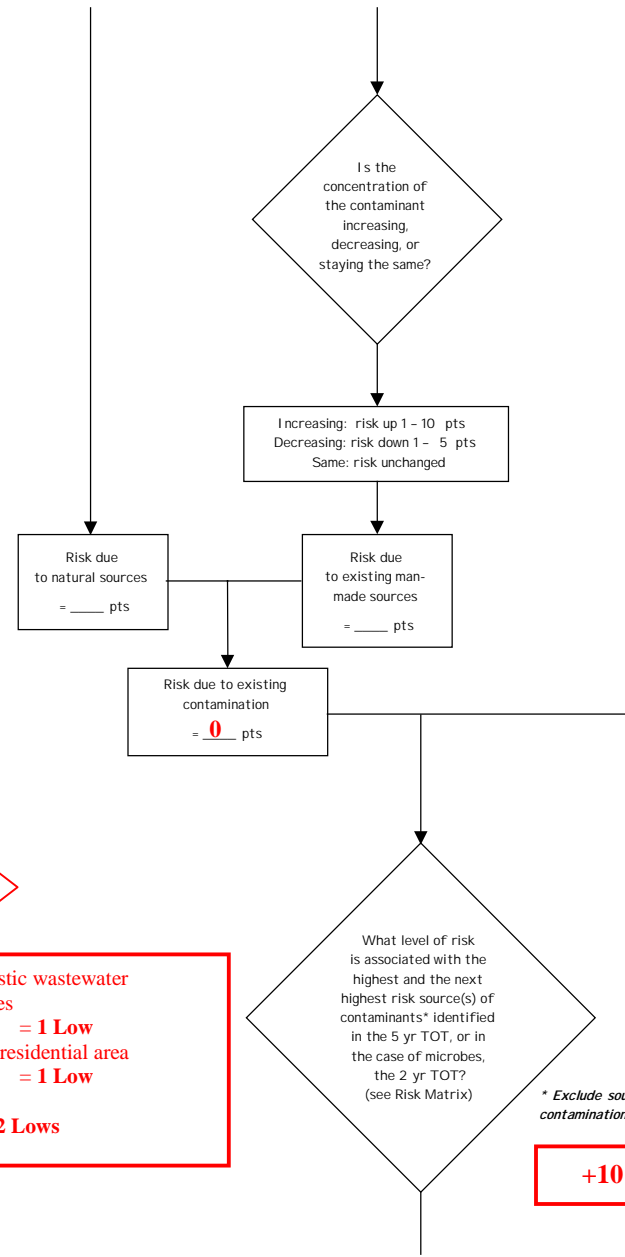 Is the
concentration of
the contaminant
increasing,
decreasing, or
staying the same?
Increasing: risk up 1 – 10 pts
Decreasing: risk down 1 – 5 pts
Same: risk unchanged
Risk due
to natural sources
= ____ pts
Risk due
to existing man-
made sources
= ____ pts
Risk due to existing
contamination
= 0 pts
What level of risk
is associated with the
highest and the next
highest risk source(s) of
contaminants* identified
in the 5 yr TOT, or in
the case of microbes,
the 2 yr TOT?
(see Risk Matrix)
stic wastewater
es
= 1 Low
residential area
= 1 Low
2 Lows
* Exclude sou
contamination
+10